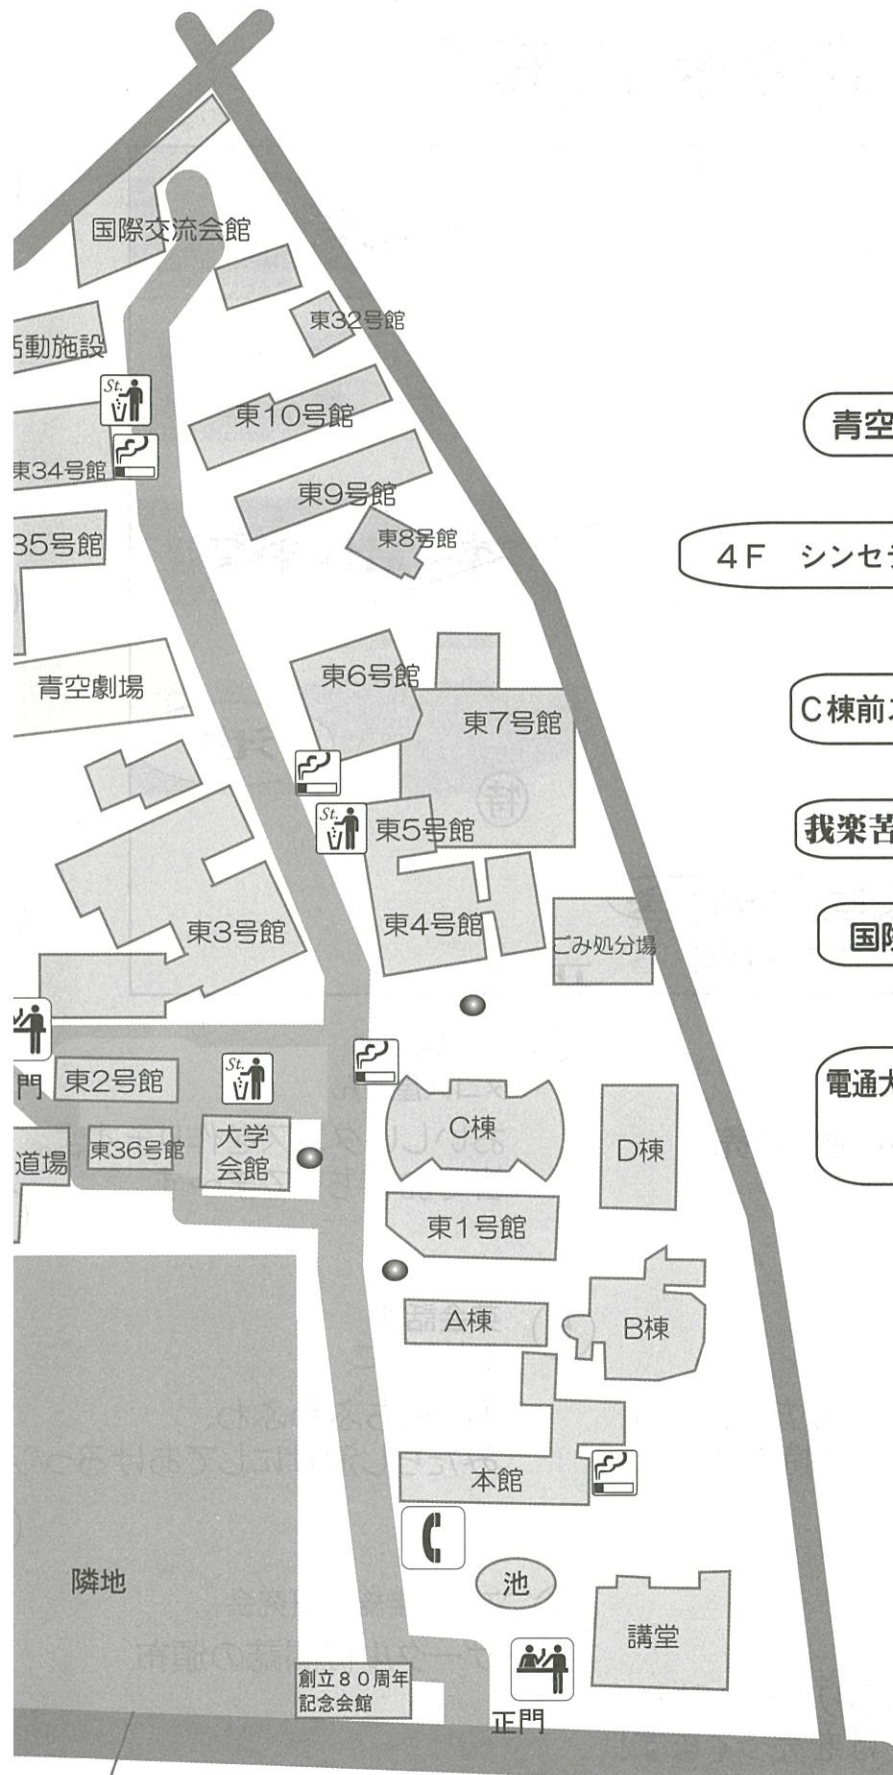 国際交流会館
東32号館
活動施設
St.
東10号館
東34号館
東9号館
35号館
東8号館
青空
4F シンセ
青空劇場
東6号館
東7号館
C棟前
特
St.
東5号館
我楽苦
東3号館
東4号館
ごみ処分場
国際
門
東2号館
St.
電通大
道場
東36号館
大学
会館
C棟
D棟
東1号館
A棟
B棟
本館
隣地
池
講堂
創立80周年
記念会館
正門